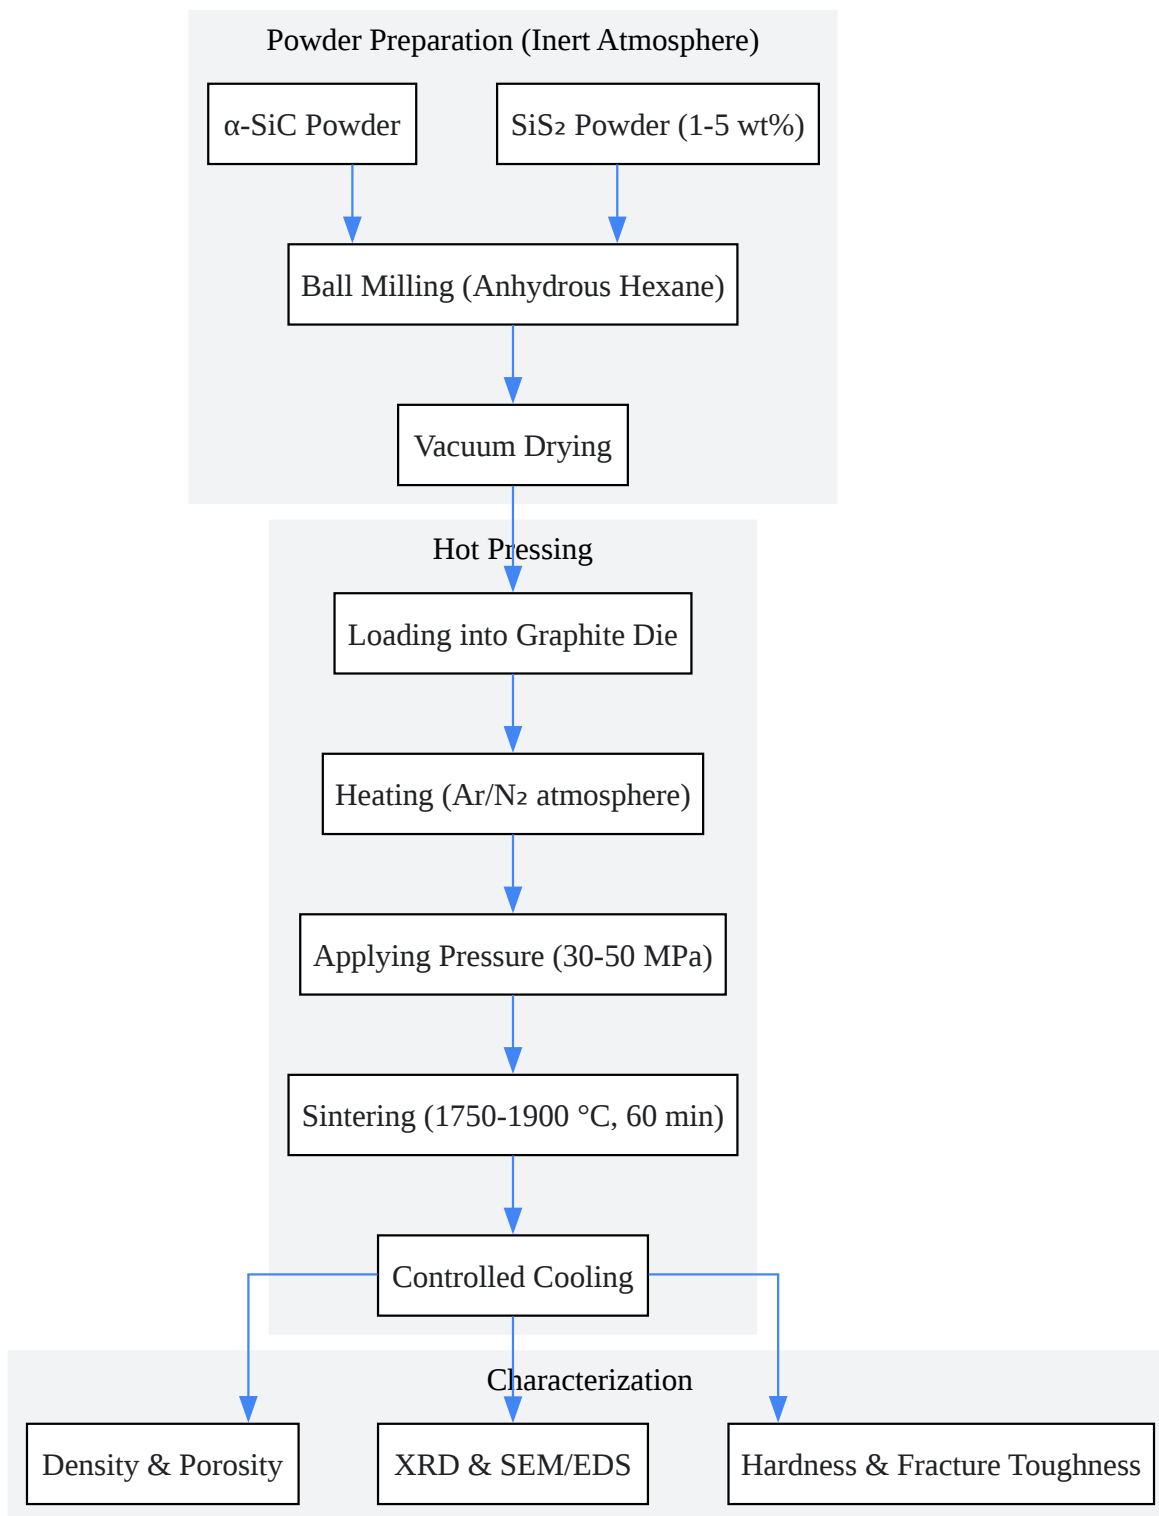 Powder Preparation (Inert Atmosphere)
α-SiC Powder
SiS₂ Powder (1-5 wt%)
Ball Milling (Anhydrous Hexane)
Vacuum Drying
Hot Pressing
Loading into Graphite Die
Heating (Ar/N₂ atmosphere)
Applying Pressure (30-50 MPa)
Sintering (1750-1900 °C, 60 min)
Controlled Cooling
Characterization
Density & Porosity
XRD & SEM/EDS
Hardness & Fracture Toughness